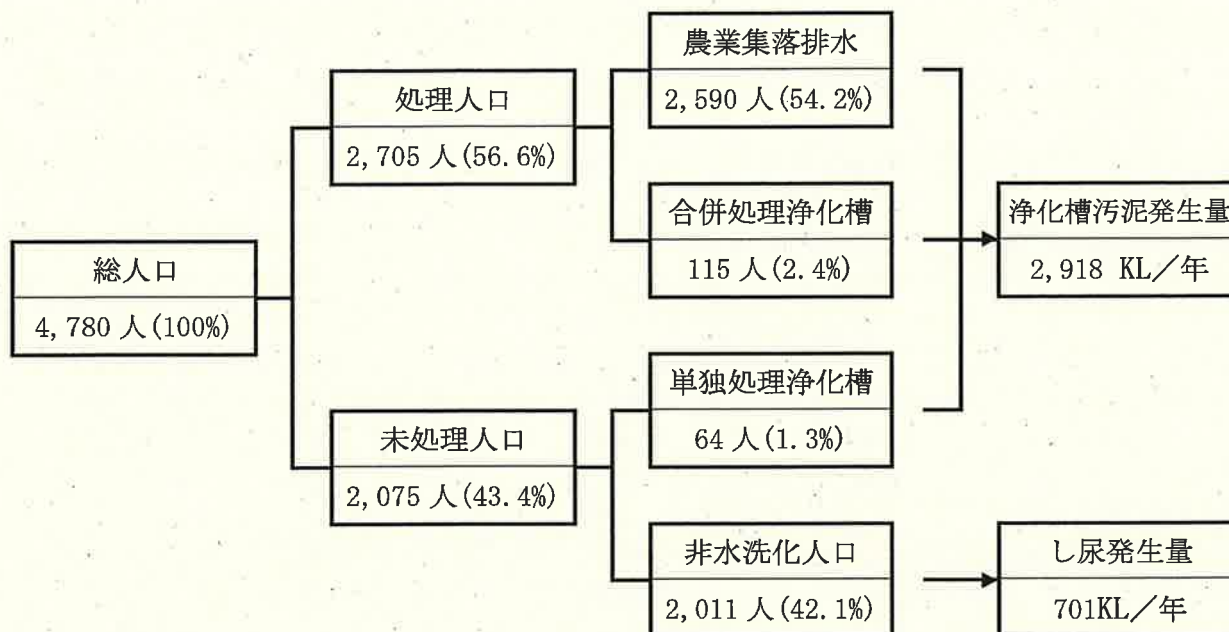 総人口
4,780 人(100%)
処理人口
2,705 人(56.6%)
未処理人口
2,075 人(43.4%)
農業集落排水
2,590 人(54.2%)
合併処理浄化槽
115 人(2.4%)
単独処理浄化槽
64 人(1.3%)
非水洗化人口
2,011 人(42.1%)
浄化槽汚泥発生量
2,918 KL/年
し尿発生量
701KL/年